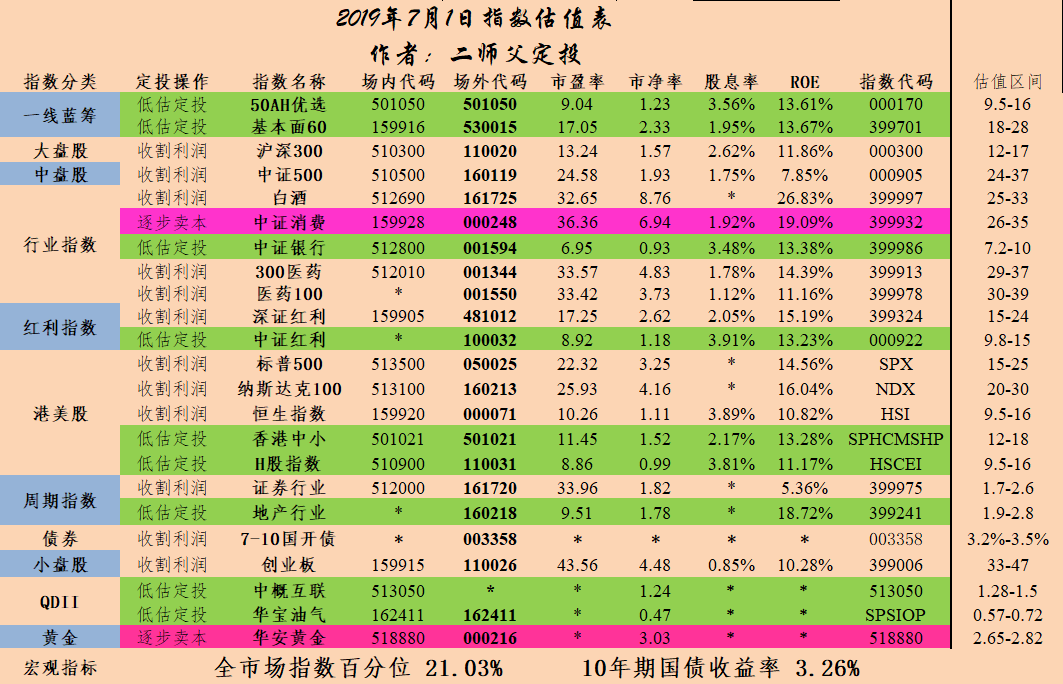 2019年7月1日指数估值表
作者：二师父定投
指数分类 定投操作 指数名称 场内代码 场外代码 市盈率 市净率 股息率 ROE 指数代码 估值区间
一线蓝筹 低估定投 50AH优选 501050 501050 9.04 1.23 3.56% 13.61% 000170 9.5-16
低估定投 基本面60 159916 530015 17.05 2.33 1.95% 13.67% 399701 18-28
大盘股 收割利润 沪深300 510300 110020 13.24 1.57 2.62% 11.86% 000300 12-17
中盘股 收割利润 中证500 510500 160119 24.58 1.93 1.75% 7.85% 000905 24-37
行业指数 收割利润 白酒 512690 161725 32.65 8.76 * 26.83% 399997 25-33
逐步卖本 中证消费 159928 000248 36.36 6.94 1.92% 19.09% 399932 26-35
低估定投 中证银行 512800 001594 6.95 0.93 3.48% 13.38% 399986 7.2-10
收割利润 300医药 512010 001344 33.57 4.83 1.78% 14.39% 399913 29-37
收割利润 医药100 * 001550 33.42 3.73 1.12% 11.16% 399978 30-39
红利指数 收割利润 深证红利 159905 481012 17.25 2.62 2.05% 15.19% 399324 15-24
低估定投 中证红利 * 100032 8.92 1.18 3.91% 13.23% 000922 9.8-15
港美股 收割利润 标普500 513500 050025 22.32 3.25 * 14.56% SPX 15-25
收割利润 纳斯达克100 513100 160213 25.93 4.16 * 16.04% NDX 20-30
收割利润 恒生指数 159920 000071 10.26 1.11 3.89% 10.82% HSI 9.5-16
低估定投 香港中小 501021 501021 11.45 1.52 2.17% 13.28% SPHCMSHP 12-18
低估定投 H股指数 510900 110031 8.86 0.99 3.81% 11.17% HSCEI 9.5-16
周期指数 收割利润 证券行业 512000 161720 33.96 1.82 * 5.36% 399975 1.7-2.6
低估定投 地产行业 * 160218 9.51 1.78 * 18.72% 399241 1.9-2.8
债券 收割利润 7-10国开债 * 003358 * * * * 003358 3.2%-3.5%
小盘股 收割利润 创业板 159915 110026 43.56 4.48 0.85% 10.28% 399006 33-47
QDII 低估定投 中概互联 513050 * * 1.24 * * 513050 1.28-1.5
低估定投 华宝油气 162411 162411 * 0.47 * * SPSIOP 0.57-0.72
黄金 逐步卖本 华安黄金 518880 000216 * 3.03 * * 518880 2.65-2.82
宏观指标 全市场指数百分位 21.03% 10年期国债收益率 3.26%